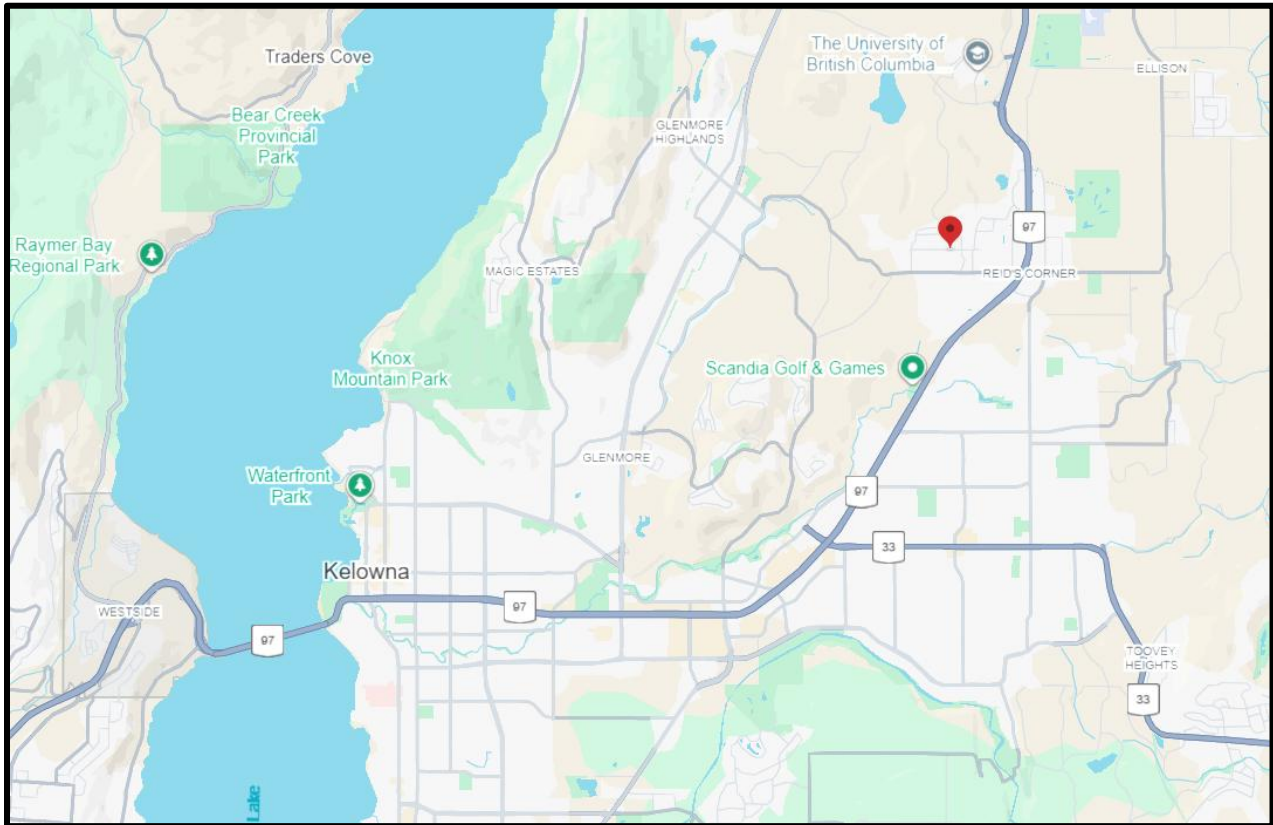 Traders Cove
The University of
British Columbia
ELLISON
Bear Creek
Provincial
Park
GLENMORE
HIGHLANDS
97
Raymer Bay
Regional Park
MAGIC ESTATES
REID'S CORNER
Knox
Mountain Park
Scandia Golf & Games
GLENMORE
Waterfront
Park
97
33
Kelowna
WESTSIDE
97
97
TOOVEY
HEIGHTS
33
Lake